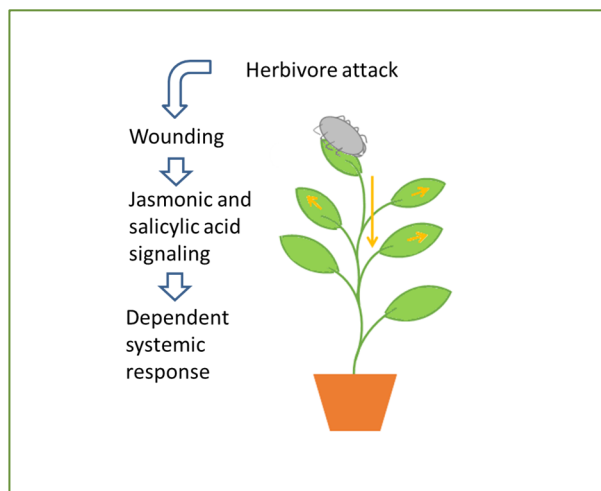 Herbivore attack
Wounding
Jasmonic and
salicylic acid
signaling
Dependent
systemic
response